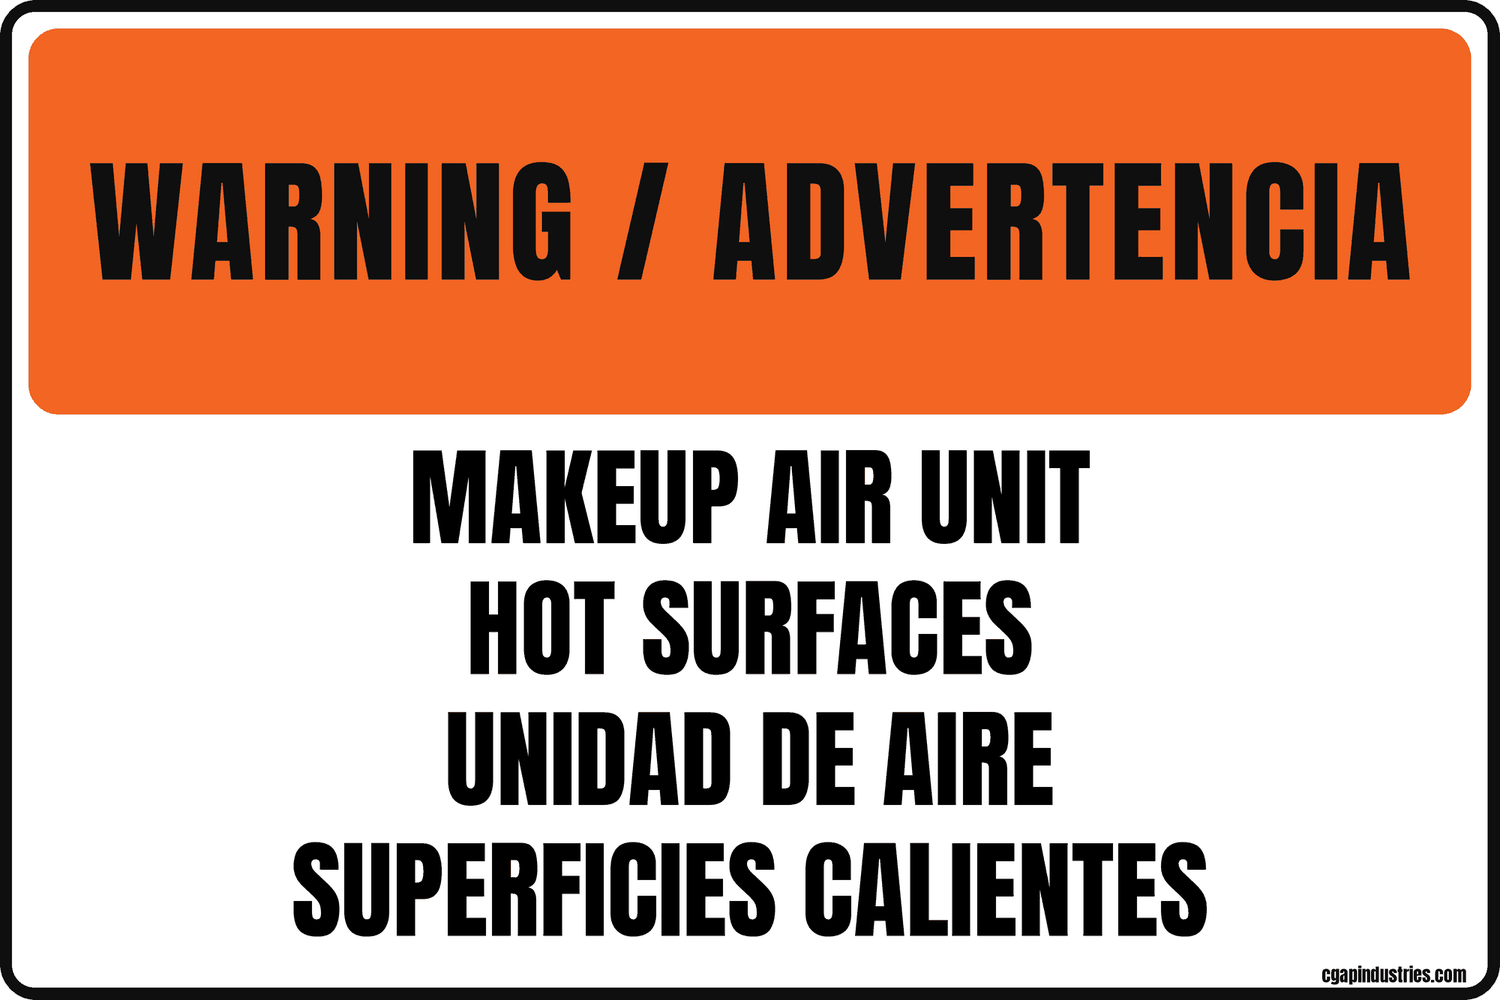 WARNING / ADVERTENCIA
MAKEUP AIR UNIT
HOT SURFACES
UNIDAD DE AIRE
SUPERFICIES CALIENTES
cgapindustries.com